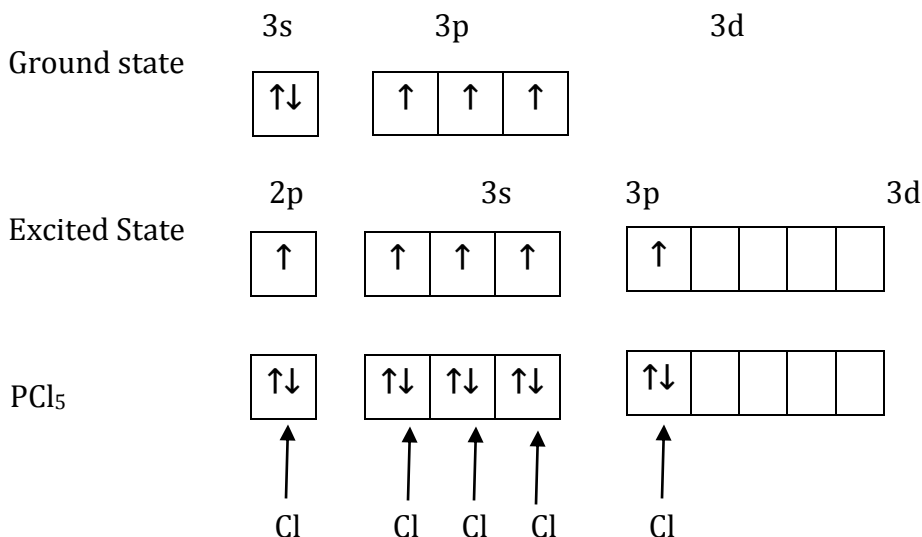 3s 3p 3d
Ground state
↑↓ ↑ ↑ ↑
2p 3s 3p 3d
Excited State
↑ ↑ ↑ ↑ ↑
↑↓ ↑↓ ↑↓ ↑↓ ↑↓
PCl₅
Cl Cl Cl Cl Cl